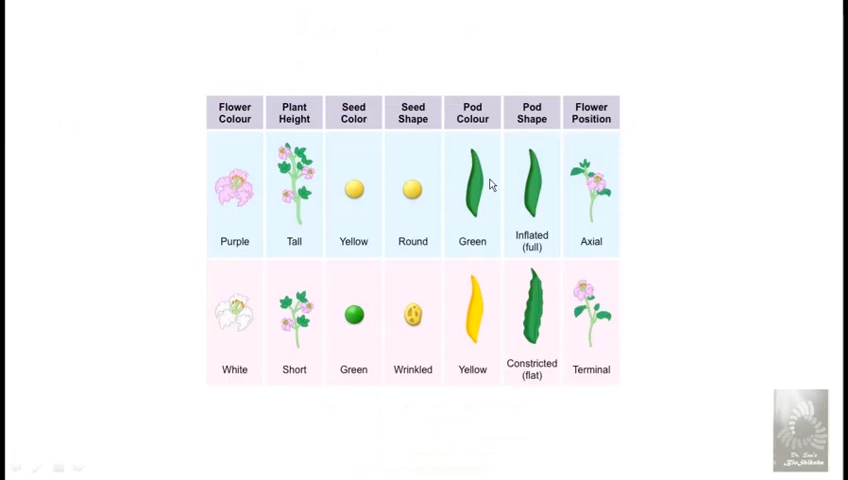 Flower Colour
Plant Height
Seed Color
Seed Shape
Pod Colour
Pod Shape
Flower Position
Purple
Tall
Yellow
Round
Green
Inflated
(full)
Axial
White
Short
Green
Wrinkled
Yellow
Constricted
(flat)
Terminal